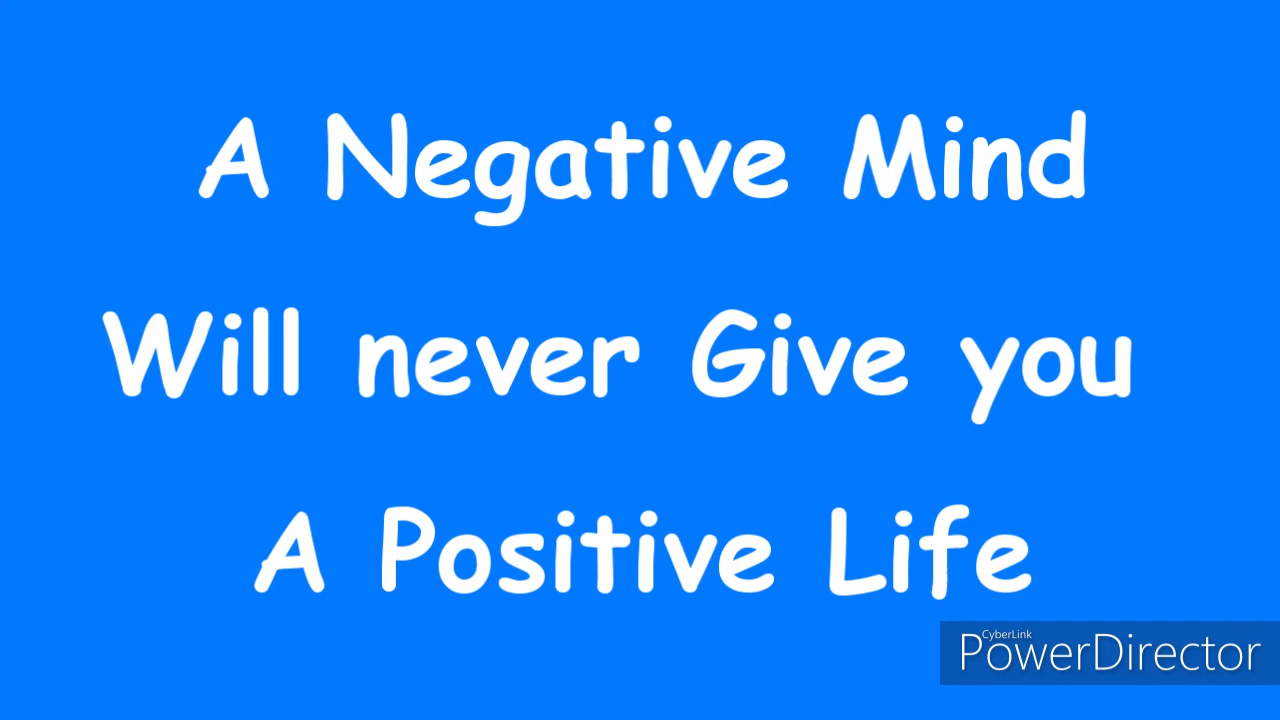 A Negative Mind
Will never Give you
A Positive Life
CyberLink
PowerDirector